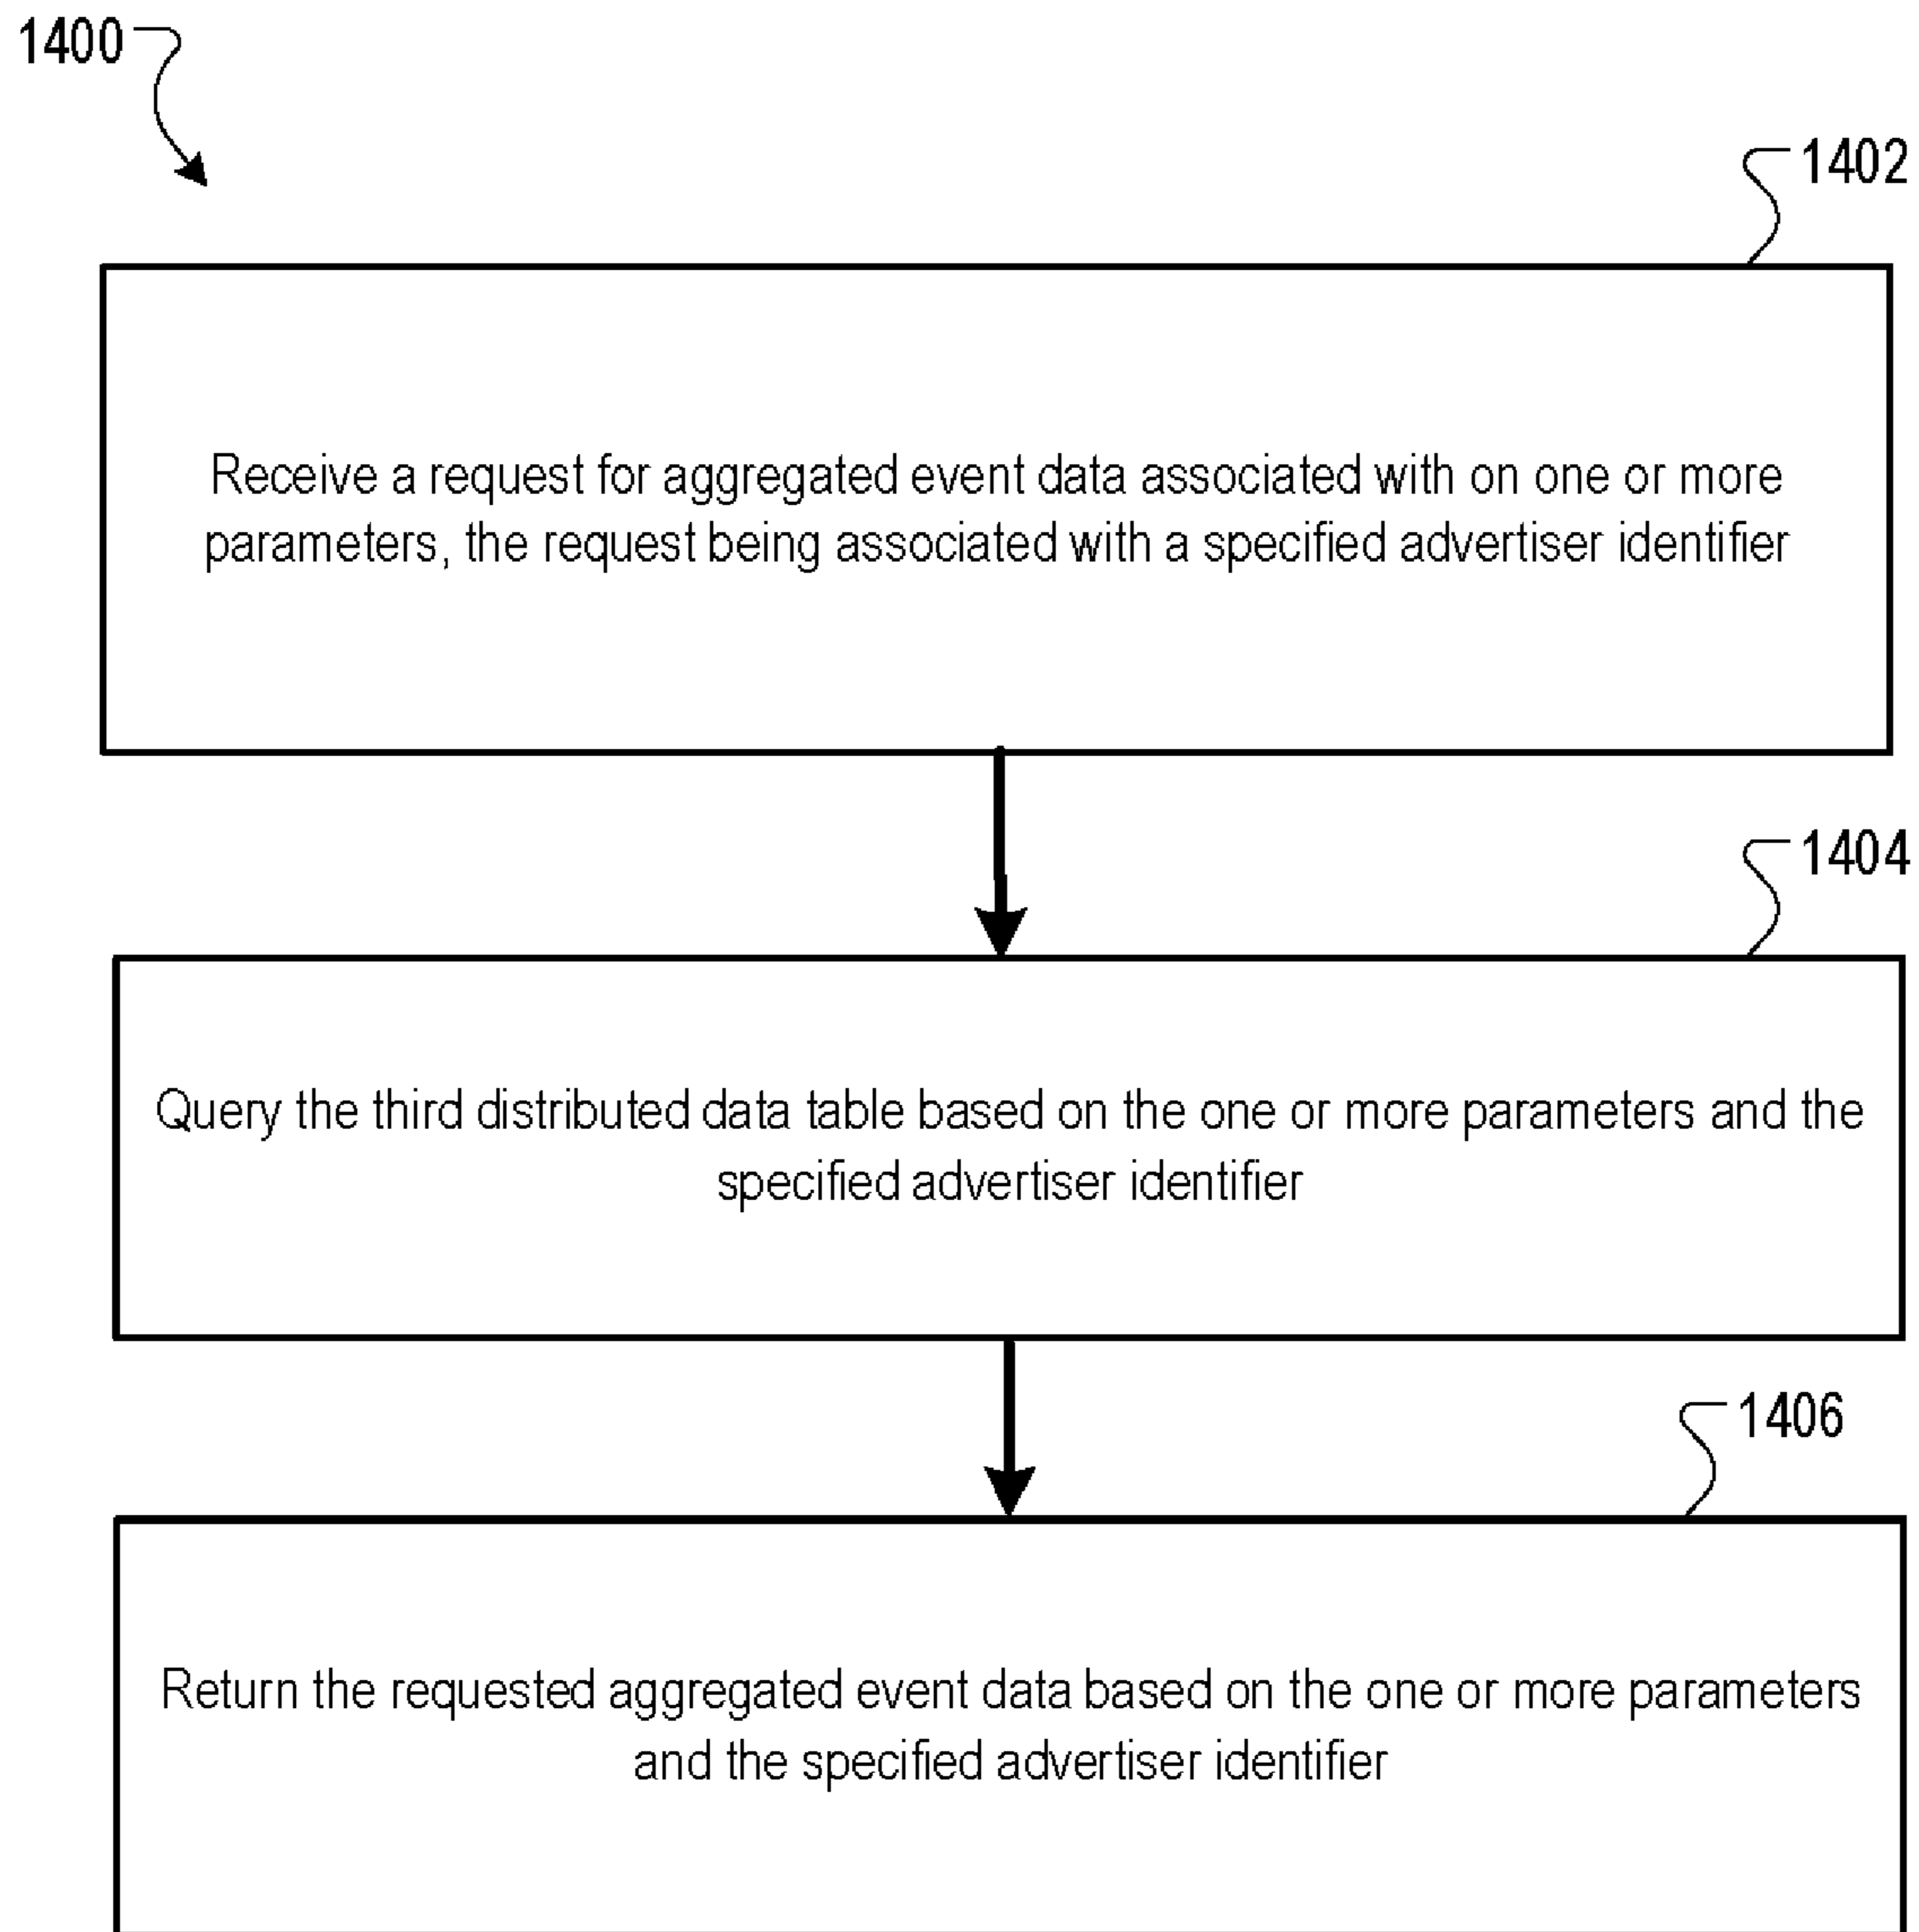 1400
1402
Receive a request for aggregated event data associated with on one or more
parameters, the request being associated with a specified advertiser identifier
1404
Query the third distributed data table based on the one or more parameters and the
specified advertiser identifier
1406
Return the requested aggregated event data based on the one or more parameters
and the specified advertiser identifier